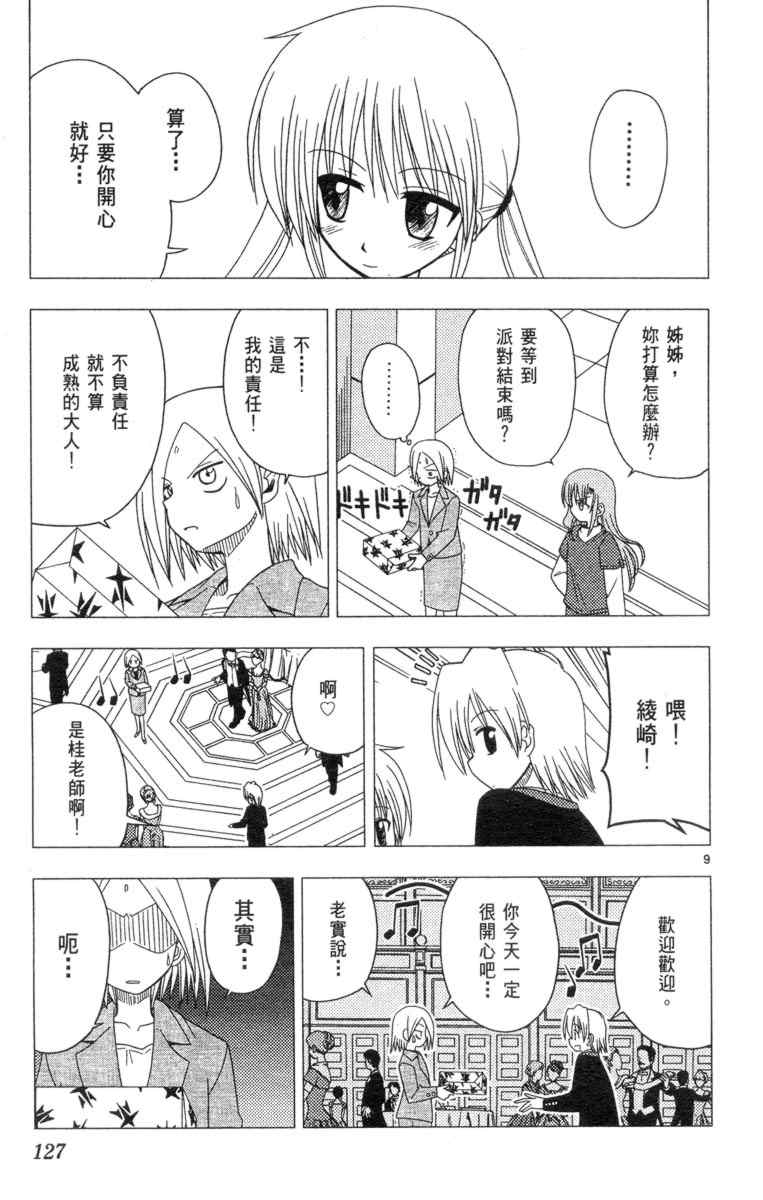 ⋯⋯⋯
算了⋯
只要你開心
就好⋯
姊姊，
妳打算怎麼辦？
要等到
派對結束嗎？
⋯⋯
ガタ
ガタ
ドキドキ
不⋯！
這是
我的責任！
不負責任
就不算
成熟的大人！
喂！
綾崎！
啊♡
是桂老師啊！
9
歡迎歡迎。
你今天一定
很開心吧⋯
老實說⋯
其實⋯
呃⋯
127